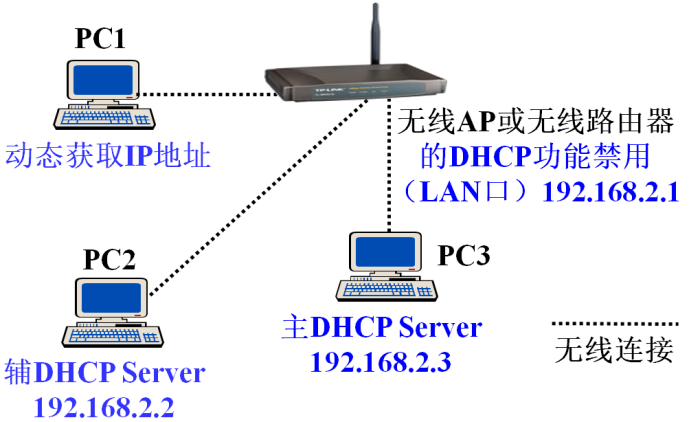 PC1
TP-LINK
动态获取IP地址
无线AP或无线路由器
的DHCP功能禁用
（LAN口）192.168.2.1
PC2
PC3
主DHCP Server
192.168.2.3
辅DHCP Server
192.168.2.2
无线连接